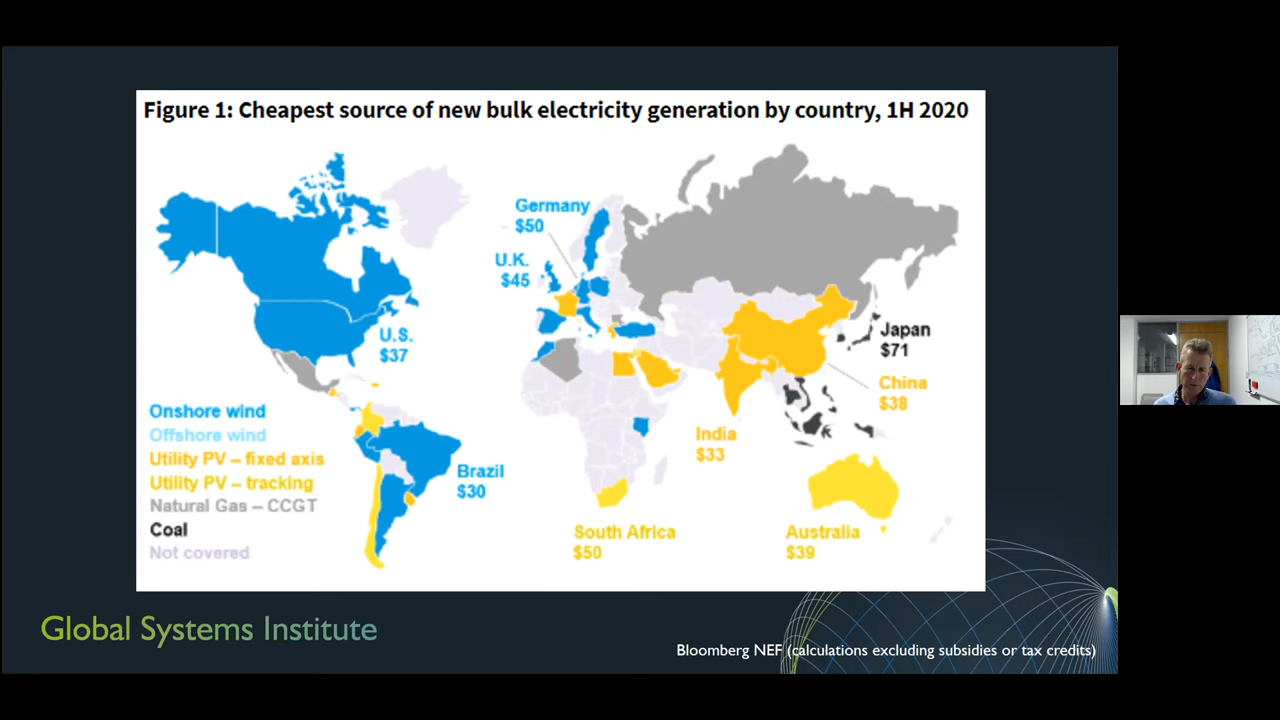 Figure 1: Cheapest source of new bulk electricity generation by country, 1H 2020
Germany
$50
U.K.
$45
U.S.
$37
Japan
$71
China
$38
India
$33
Brazil
$30
South Africa
$50
Australia
$39
Onshore wind
Offshore wind
Utility PV – fixed axis
Utility PV – tracking
Natural Gas – CCGT
Coal
Not covered
Global Systems Institute
Bloomberg NEF (calculations excluding subsidies or tax credits)